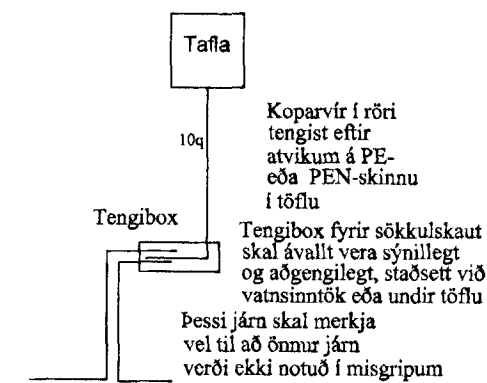 Tafla
10q
Koparvír í röri
tengist eftir
atvikum á PE-
eða PEN-skinnu
í töflu
Tengibox
Tengibox fyrir sökkulskaut
skal ávallt vera sýnillegt
og aðgengilegt, staðsett við
vatnsinntök eða undir töflu
Þessi járn skal merkja
vel til að önnur járn
verði ekki notuð í misgripum